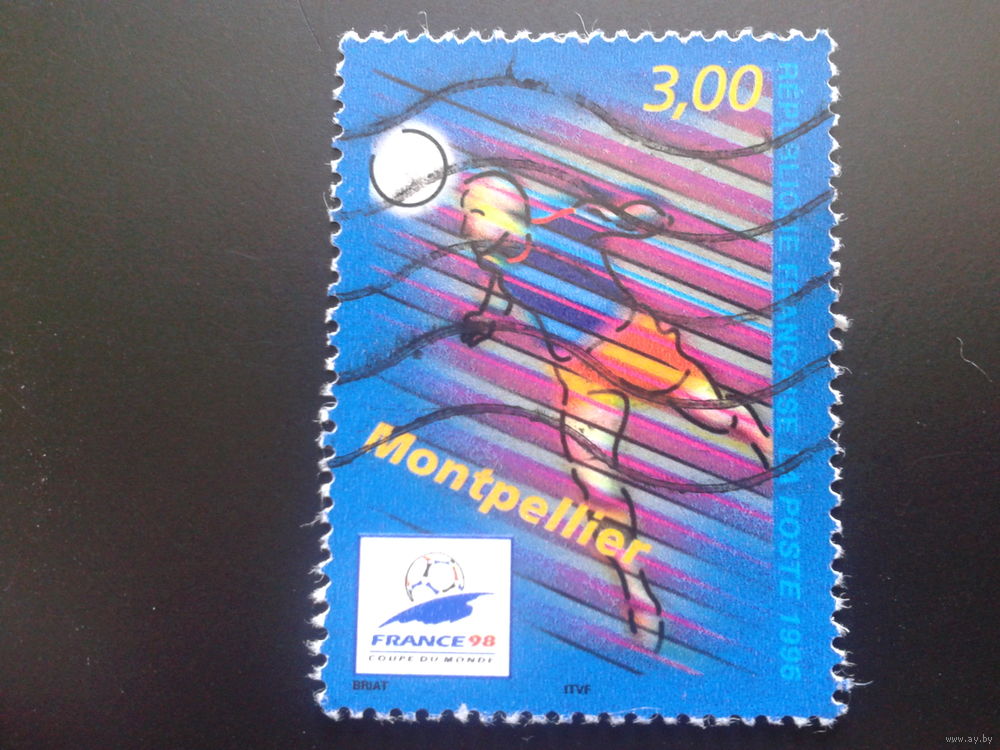 3,00
RÉPUBLIQUE FRANÇAISE LA POSTE 1996
Montpellier
FRANCE 98
COUPE DU MONDE
BRIAT
ITVF
www.ay.by